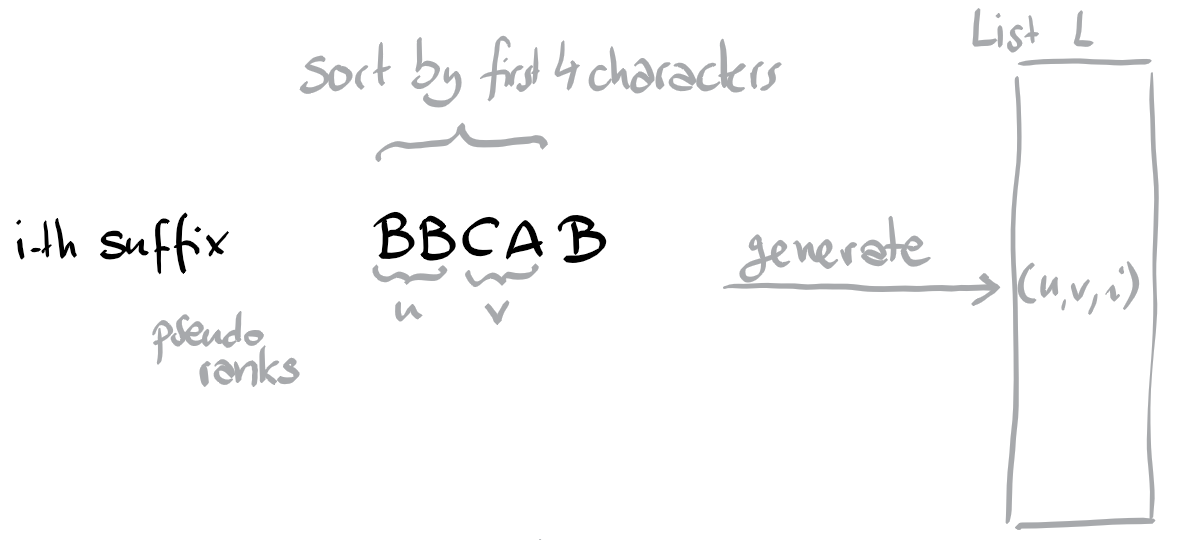 List L
sort by first 4 characters
i-th suffix BBCAB
generate
u v
(u,v,i)
pseudo
ranks